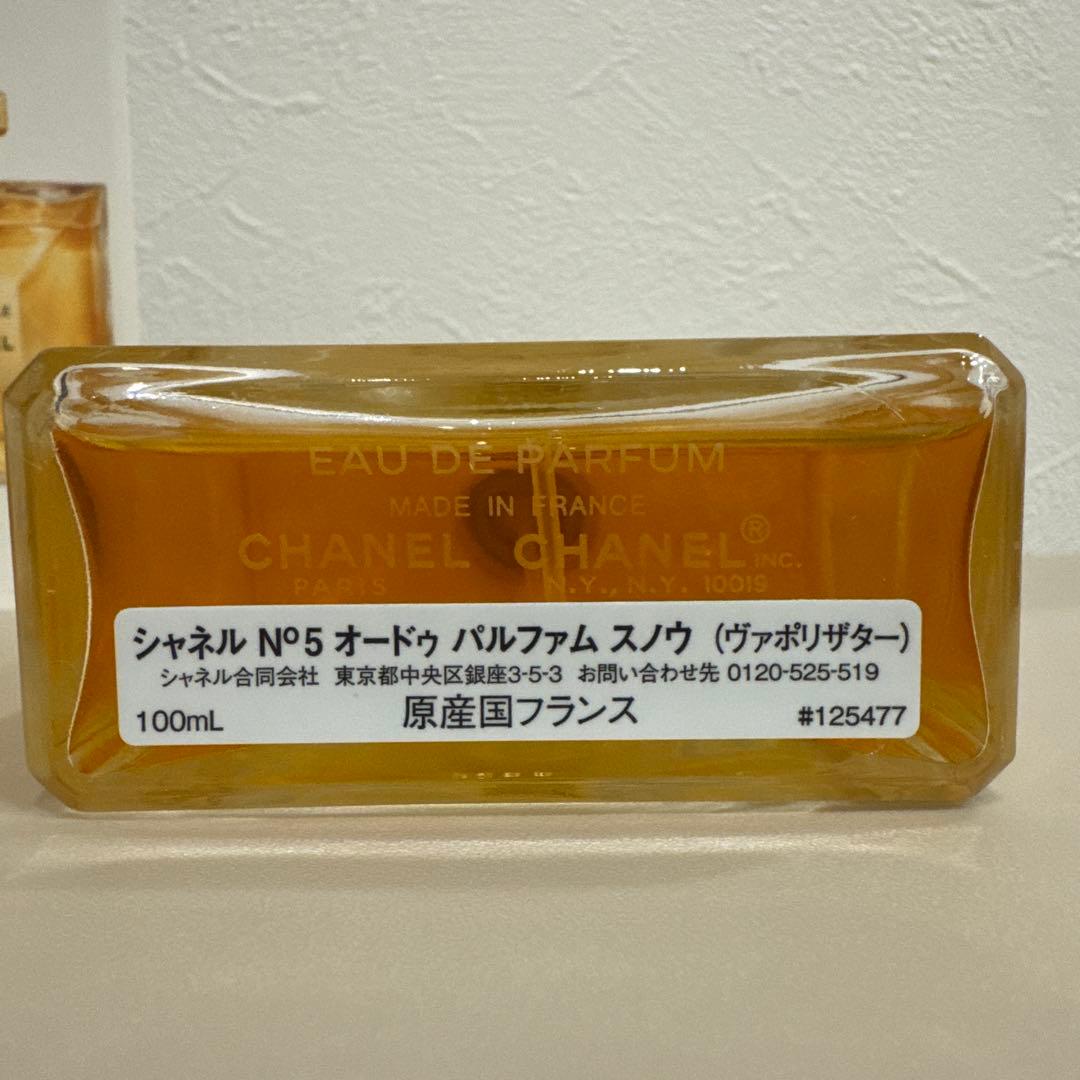 EAU DE PARFUM
MADE IN FRANCE
CHANEL CHANEL® INC.
PARIS N.Y., N.Y. 10019
シャネル Nº5 オードゥ パルファム スノウ (ヴァポリザター)
シャネル合同会社 東京都中央区銀座3-5-3 お問い合わせ先 0120-525-519
100mL 原産国フランス #125477